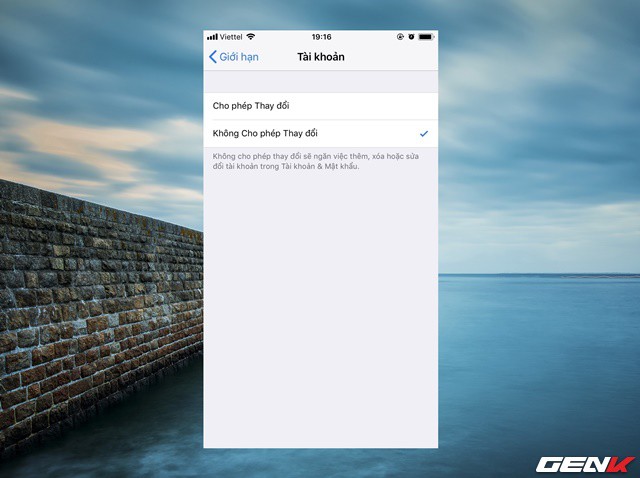 Viettel 19:16
Giới hạn Tài khoản
Cho phép Thay đổi
Không Cho phép Thay đổi
Không cho phép thay đổi sẽ ngăn việc thêm, xóa hoặc sửa
đổi tài khoản trong Tài khoản & Mật khẩu.
GENK